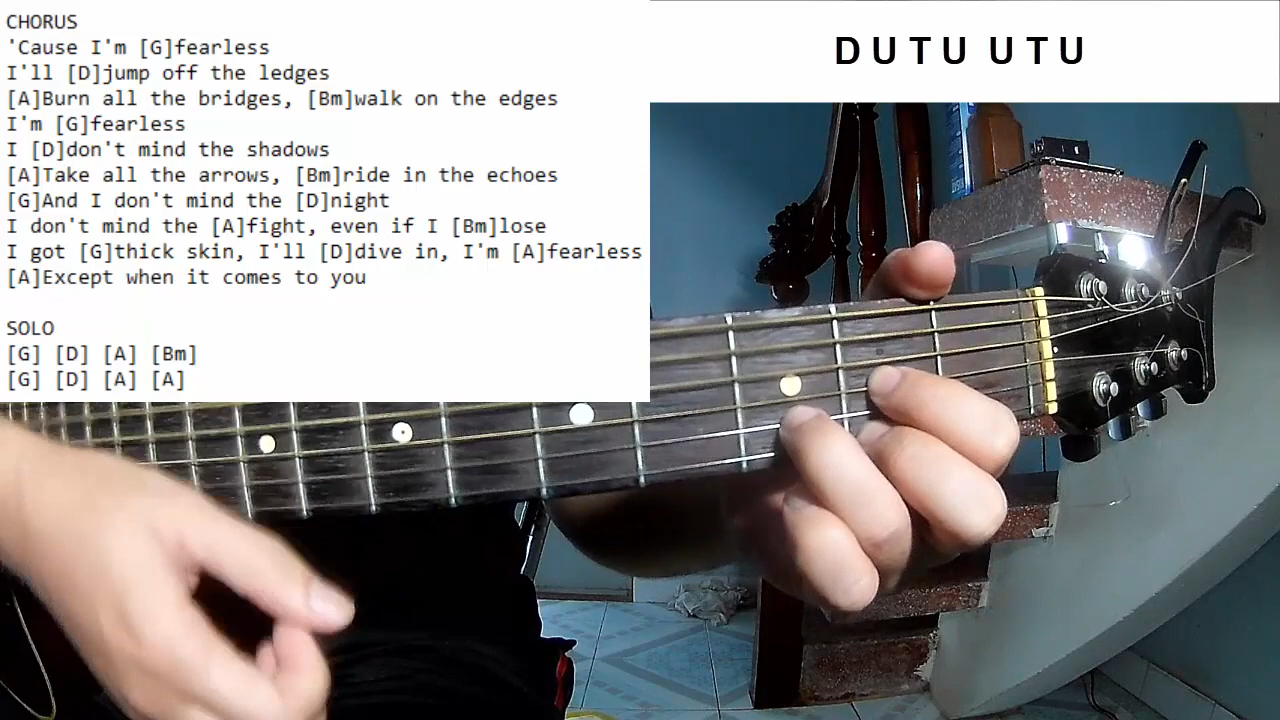 CHORUS
'Cause I'm [G]fearless
I'll [D]jump off the ledges
[A]Burn all the bridges, [Bm]walk on the edges
I'm [G]fearless
I [D]don't mind the shadows
[A]Take all the arrows, [Bm]ride in the echoes
[G]And I don't mind the [D]night
I don't mind the [A]fight, even if I [Bm]lose
I got [G]thick skin, I'll [D]dive in, I'm [A]fearless
[A]Except when it comes to you
SOLO
[G] [D] [A] [Bm]
[G] [D] [A] [A]
D U T U U T U